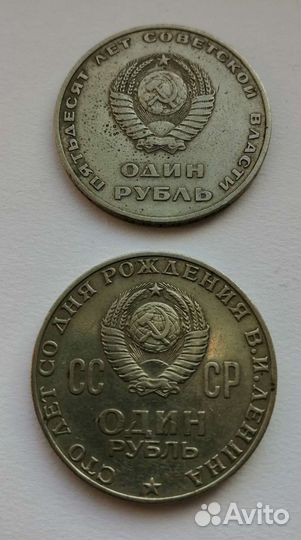 ПЯТЬДЕСЯТ ЛЕТ СОВЕТСКОЙ ВЛАСТИ
ОДИН
РУБЛЬ
СТО ЛЕТ СО ДНЯ РОЖДЕНИЯ В.И.ЛЕНИНА
СС СР
ОДИН
РУБЛЬ
Avito